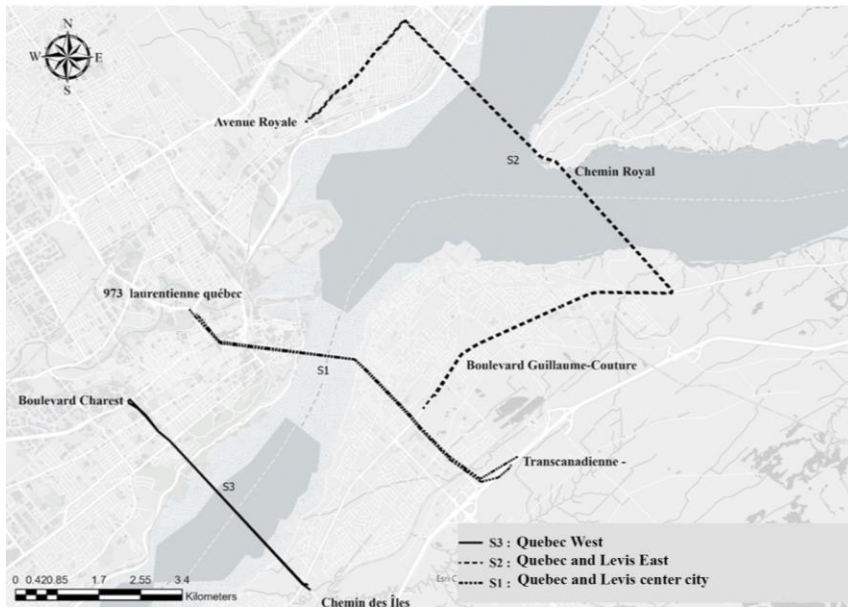 N
W E
S
Avenue Royale
S2
Chemin Royal
973 laurentienne québec
S1
Boulevard Guillaume-Couture
Boulevard Charest
Transcanadienne -
S3
S3 : Quebec West
S2 : Quebec and Levis East
S1 : Quebec and Levis center city
0 0.420.85 1.7 2.55 3.4
Kilometers
Chemin des Îles
Esri C